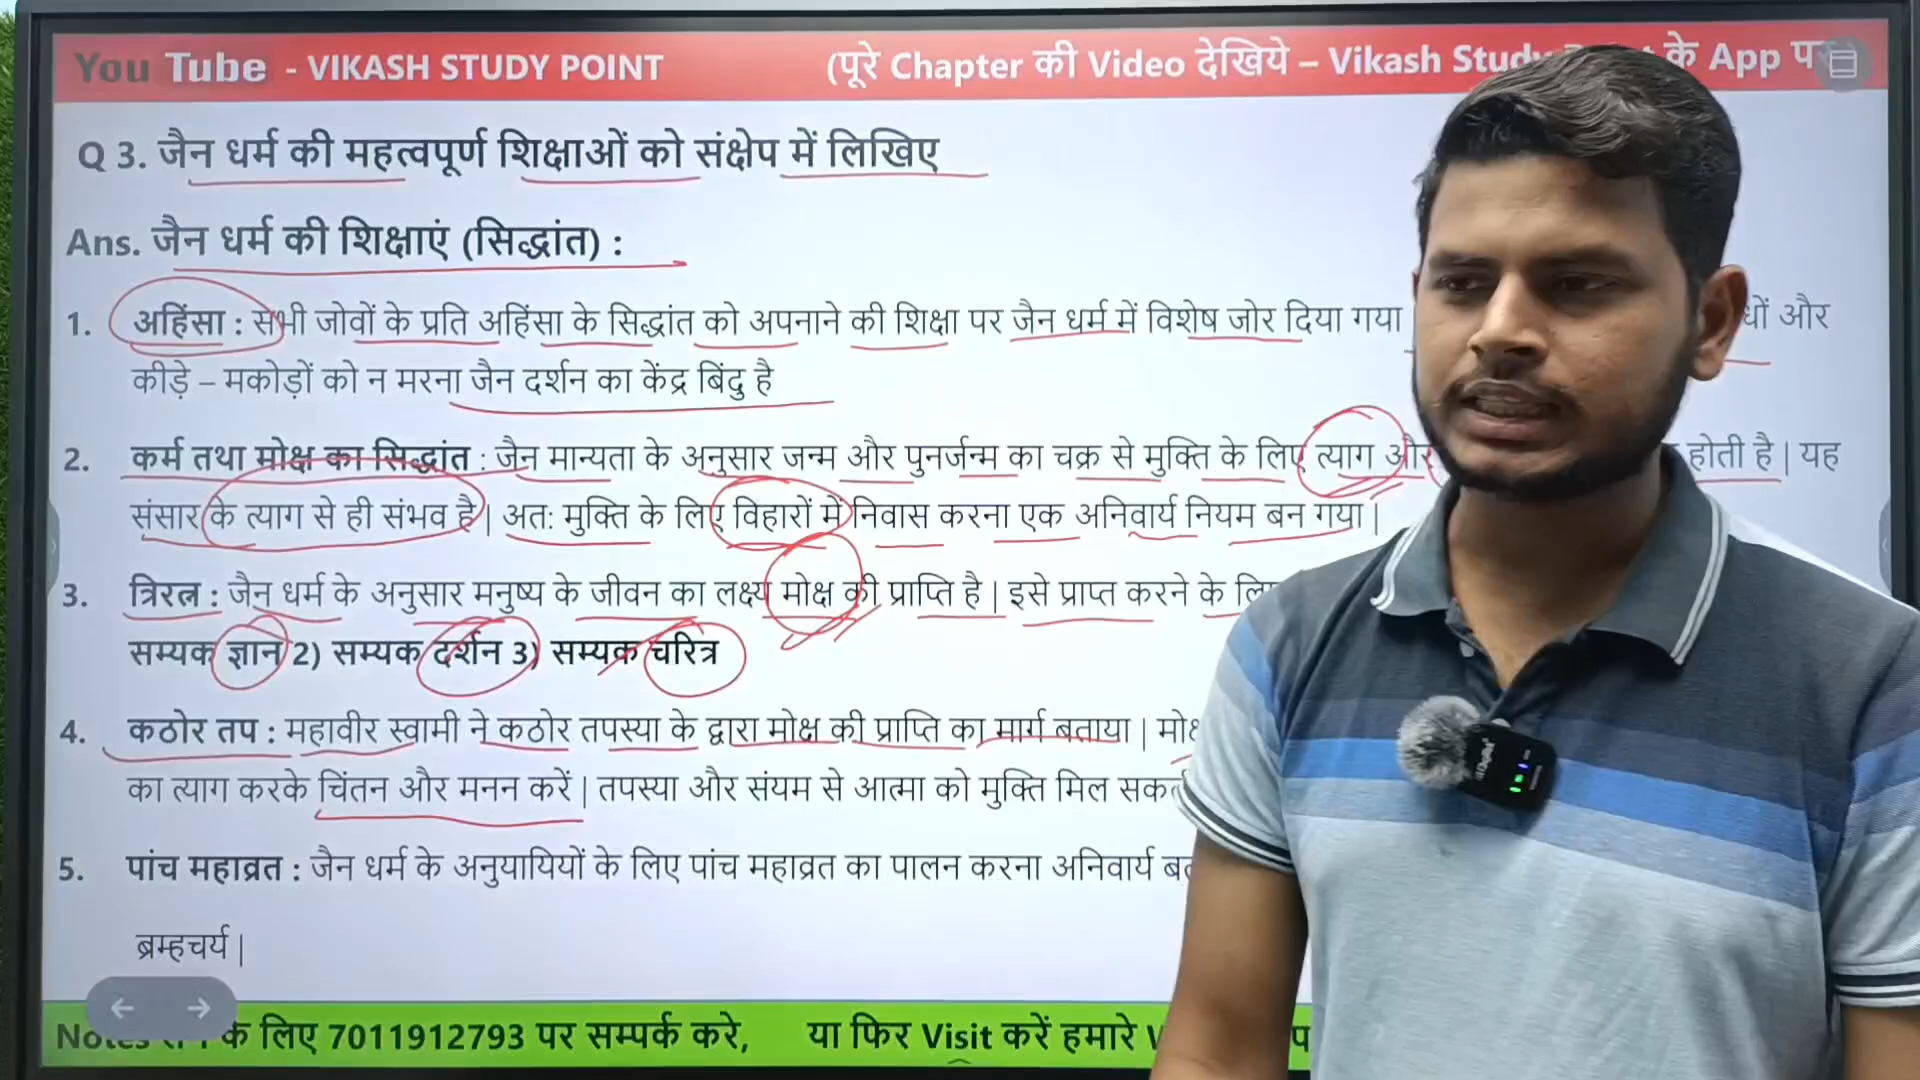 You Tube - VIKASH STUDY POINT (पूरे Chapter की Video देखिये – Vikash Study के App
Q 3. जैन धर्म की महत्वपूर्ण शिक्षाओं को संक्षेप में लिखिए
Ans. जैन धर्म की शिक्षाएं (सिद्धांत) :
1. अहिंसा : सभी जोवों के प्रति अहिंसा के सिद्धांत को अपनाने की शिक्षा पर जैन धर्म में विशेष जोर दिया गया और
कीड़े – मकोड़ों को न मरना जैन दर्शन का केंद्र बिंदु है
2. कर्म तथा मोक्ष का सिद्धांत : जैन मान्यता के अनुसार जन्म और पुनर्जन्म का चक्र से मुक्ति के लिए त्याग और होती है | यह
संसार के त्याग से ही संभव है | अत: मुक्ति के लिए विहारों में निवास करना एक अनिवार्य नियम बन गया |
3. त्रिरत्न : जैन धर्म के अनुसार मनुष्य के जीवन का लक्ष्य मोक्ष की प्राप्ति है | इसे प्राप्त करने के
सम्यक ज्ञान 2) सम्यक दर्शन 3) सम्यक चरित्र
4. कठोर तप : महावीर स्वामी ने कठोर तपस्या के द्वारा मोक्ष की प्राप्ति का मार्ग बताया |
का त्याग करके चिंतन और मनन करें | तपस्या और संयम से आत्मा को मुक्ति मिल
5. पांच महाव्रत : जैन धर्म के अनुयायियों के लिए पांच महाव्रत का पालन करना अनिवार्य
ब्रम्हचर्य |
Notes के लिए 7011912793 पर सम्पर्क करे, या फिर Visit करें हमारे